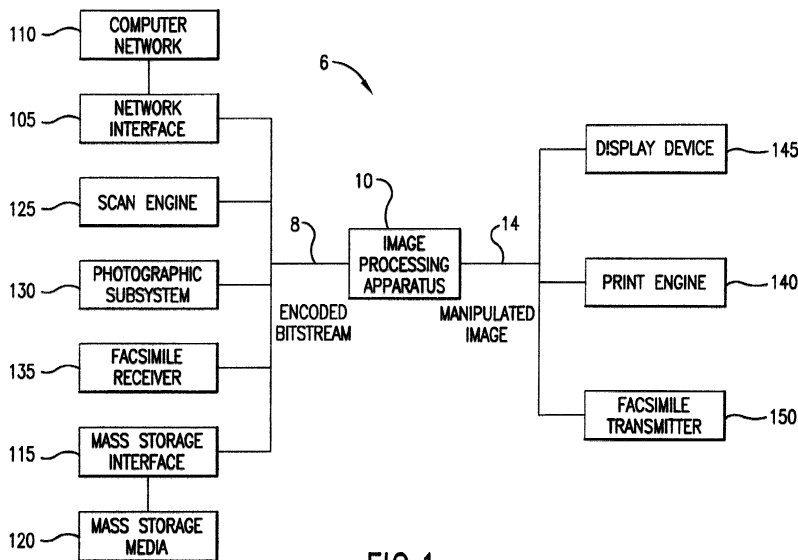 110
COMPUTER
NETWORK
6
105
NETWORK
INTERFACE
DISPLAY DEVICE
145
125
SCAN ENGINE
10
8
IMAGE
PROCESSING
APPARATUS
14
130
PHOTOGRAPHIC
SUBSYSTEM
ENCODED
BITSTREAM
MANIPULATED
IMAGE
PRINT ENGINE
140
135
FACSIMILE
RECEIVER
FACSIMILE
TRANSMITTER
150
115
MASS STORAGE
INTERFACE
120
MASS STORAGE
MEDIA
FIG. 1